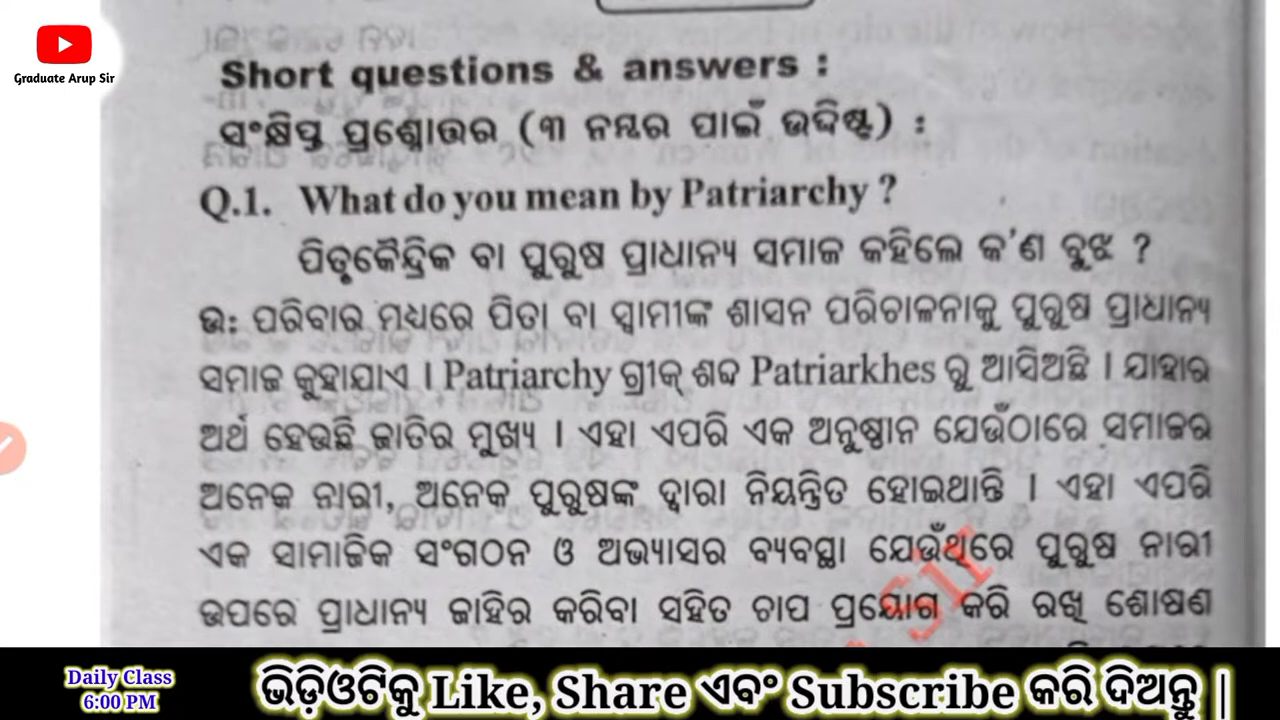 Graduate Arup Sir
Short questions & answers :
ସଂକ୍ଷିପ୍ତ ପ୍ରଶ୍ନୋତ୍ତର (୩ ନମ୍ବର ପାଇଁ ଉଦ୍ଦିଷ୍ଟ) :
Q.1. What do you mean by Patriarchy ?
ପିତୃକୈନ୍ଦ୍ରିକ ବା ପୁରୁଷ ପ୍ରାଧାନ୍ୟ ସମାଜ କହିଲେ କ'ଣ ବୁଝ ?
ଉ: ପରିବାର ମଧ୍ୟରେ ପିତା ବା ସ୍ୱାମୀଙ୍କ ଶାସନ ପରିଚାଳନାକୁ ପୁରୁଷ ପ୍ରାଧାନ୍ୟ
ସମାଜ କୁହାଯାଏ । Patriarchy ଗ୍ରୀକ୍ ଶବ୍ଦ Patriarkhes ରୁ ଆସିଅଛି । ଯାହାର
ଅର୍ଥ ହେଉଛି ଜାତିର ମୁଖ୍ୟ । ଏହା ଏପରି ଏକ ଅନୁଷ୍ଠାନ ଯେଉଁଠାରେ ସମାଜର
ଅନେକ ନାରୀ, ଅନେକ ପୁରୁଷଙ୍କ ଦ୍ୱାରା ନିୟନ୍ତ୍ରିତ ହୋଇଥାନ୍ତି । ଏହା ଏପରି
ଏକ ସାମାଜିକ ସଂଗଠନ ଓ ଅଭ୍ୟାସର ବ୍ୟବସ୍ଥା ଯେଉଁଥିରେ ପୁରୁଷ ନାରୀ
ଉପରେ ପ୍ରାଧାନ୍ୟ ଜାହିର କରିବା ସହିତ ଚାପ ପ୍ରୟୋଗ କରି ରଖି ଶୋଷଣ
Sir
Daily Class
6:00 PM
ଭିଡ଼ିଓଟିକୁ Like, Share ଏବଂ Subscribe କରି ଦିଅନ୍ତୁ |